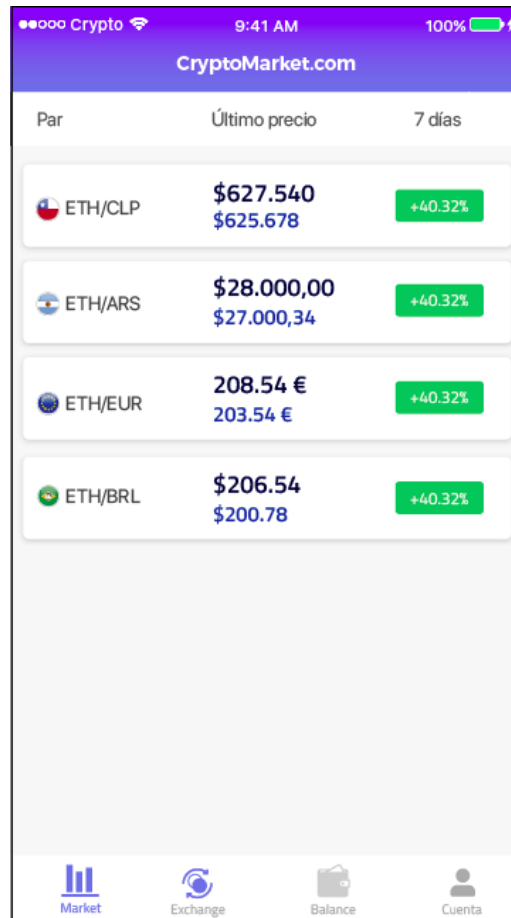 Crypto 9:41 AM 100%
CryptoMarket.com
Par Último precio 7 días
ETH/CLP $627.540 +40.32%
$625.678
ETH/ARS $28.000,00 +40.32%
$27.000,34
ETH/EUR 208.54 € +40.32%
203.54 €
ETH/BRL $206.54 +40.32%
$200.78
Market Exchange Balance Cuenta